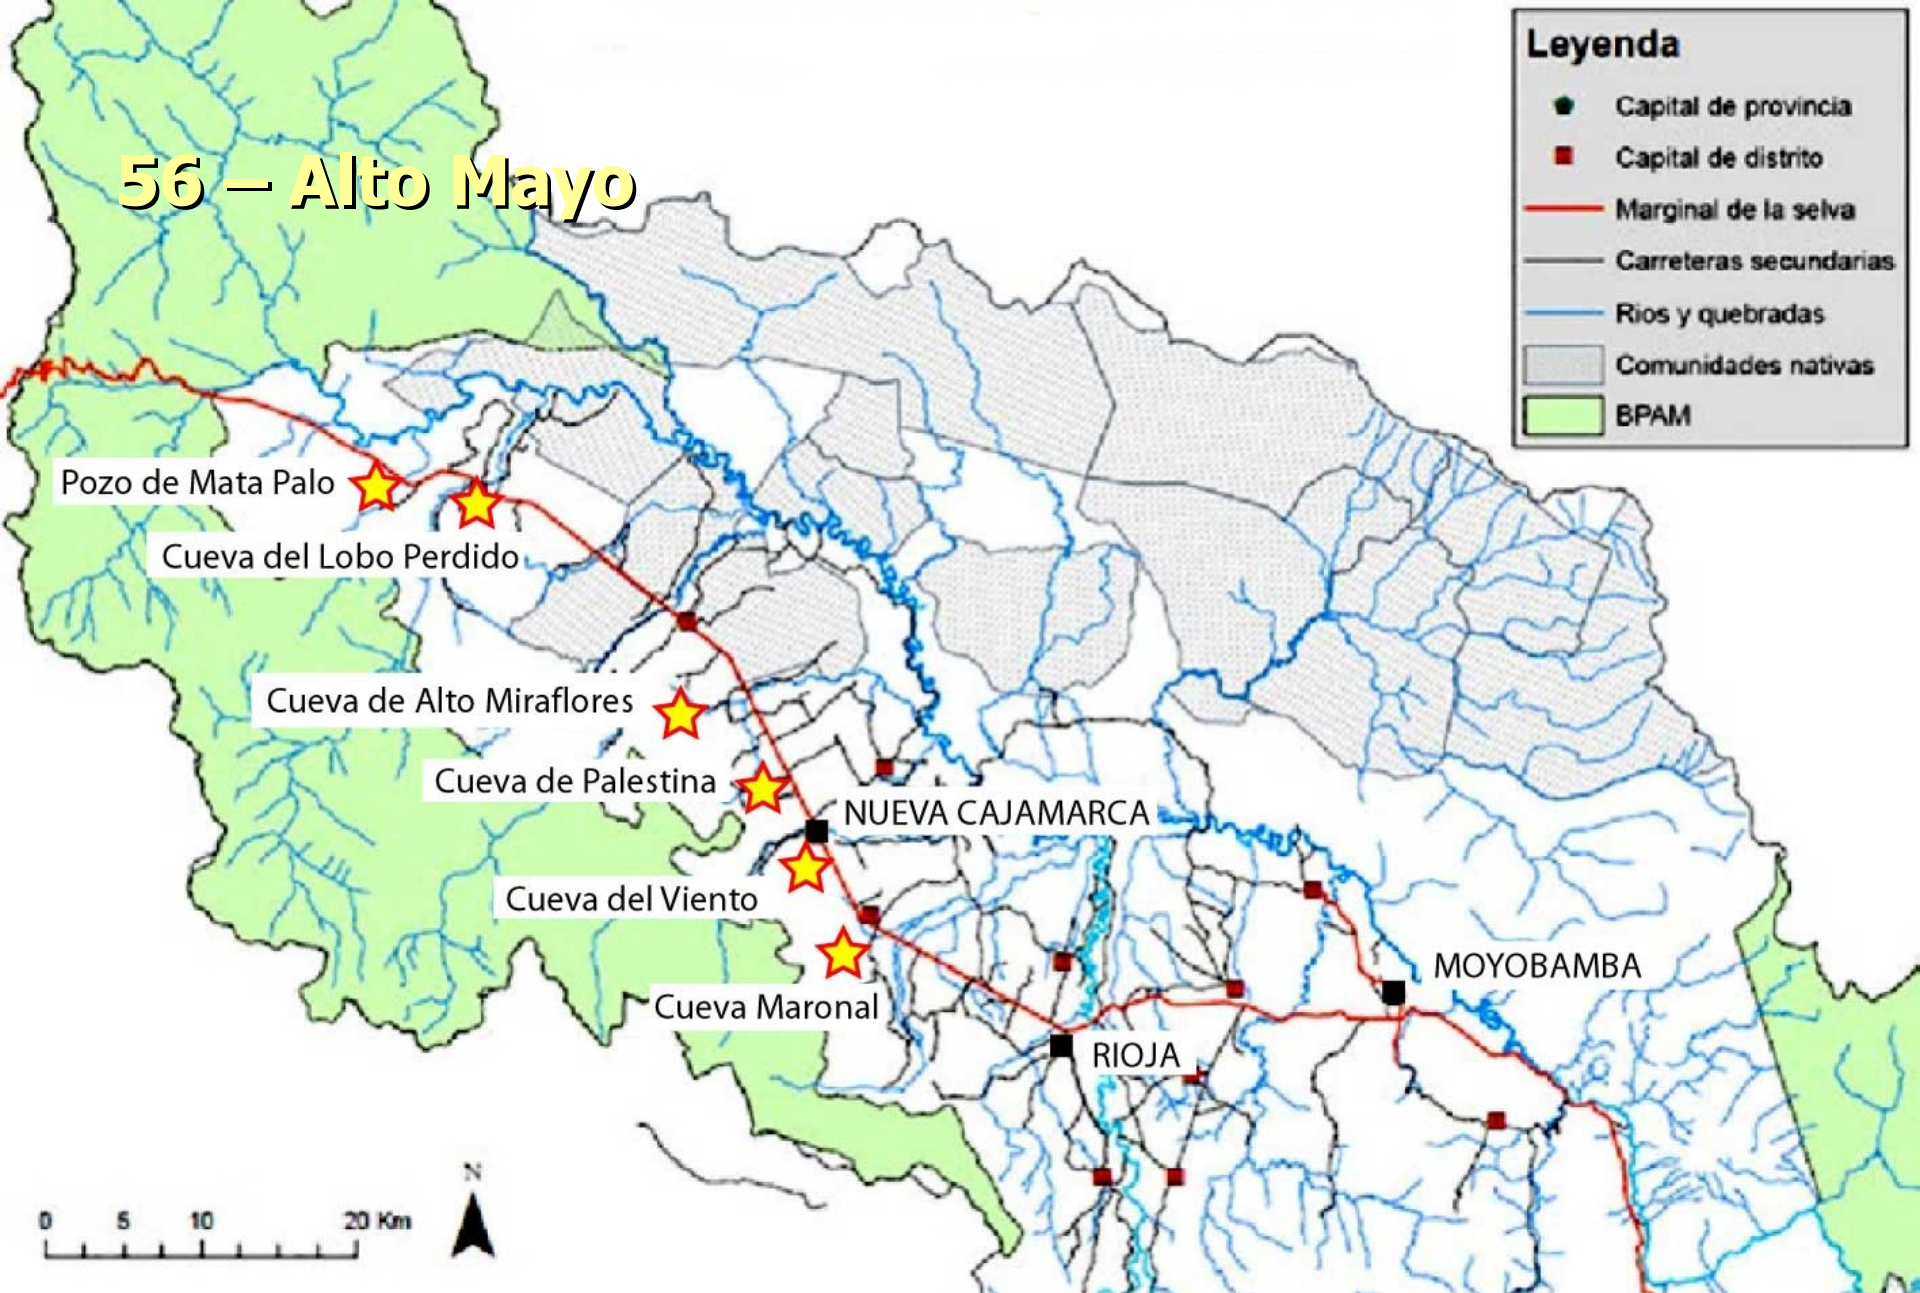 Leyenda
Capital de provincia
Capital de distrito
Marginal de la selva
Carreteras secundarias
Rios y quebradas
Comunidades nativas
BPAM
56 – Alto Mayo
Pozo de Mata Palo
Cueva del Lobo Perdido
Cueva de Alto Miraflores
Cueva de Palestina
NUEVA CAJAMARCA
Cueva del Viento
MOYOBAMBA
Cueva Maronal
RIOJA
N
0 5 10 20 Km